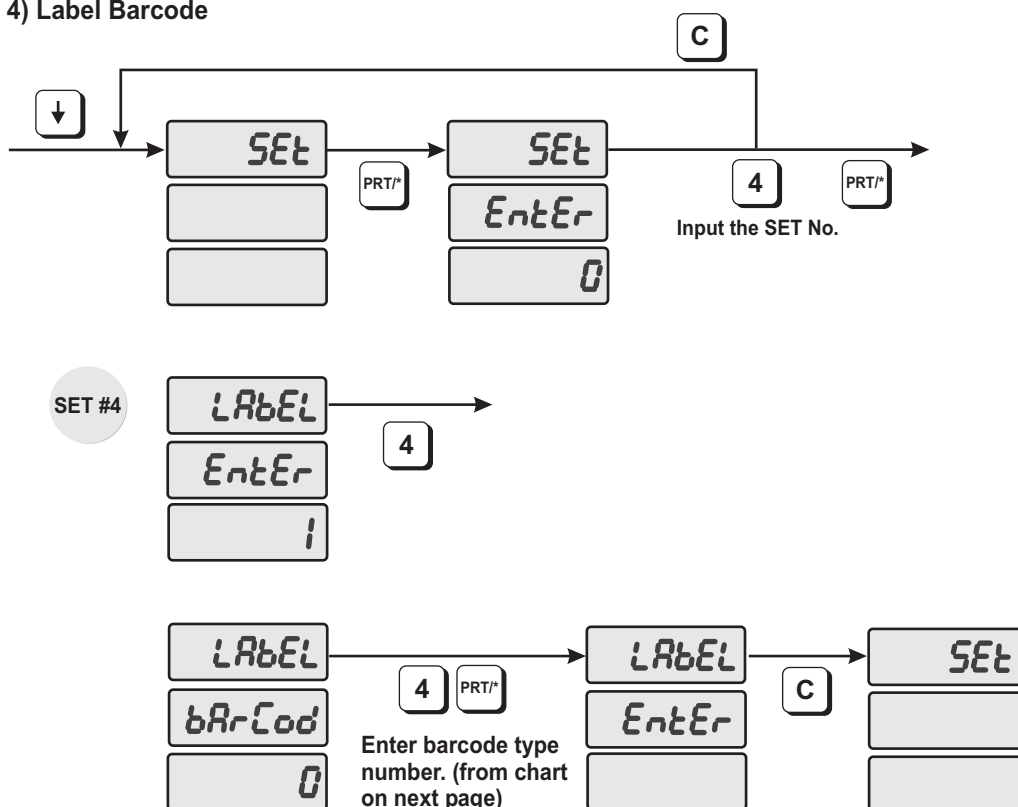 4) Label Barcode
C
↓
SEt
PRT/*
SEt
EntEr
0
4
PRT/*
Input the SET No.
SET #4
LAbEL
EntEr
1
4
LAbEL
bArCod
0
4
PRT/*
Enter barcode type
number. (from chart
on next page)
LAbEL
EntEr
C
SEt